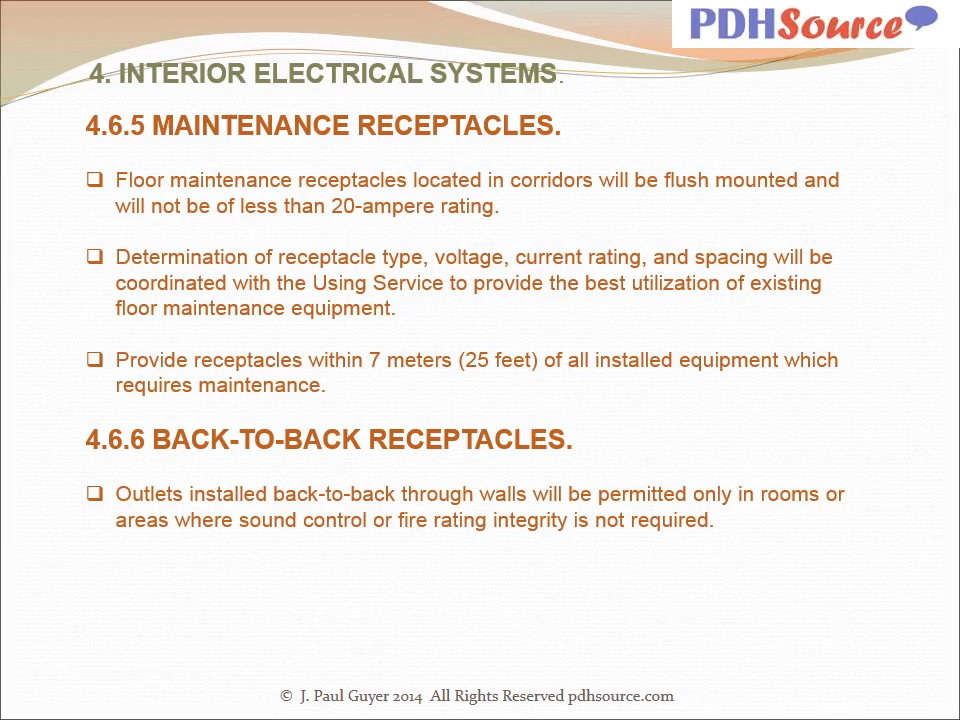 PDHSource
4. INTERIOR ELECTRICAL SYSTEMS.
4.6.5 MAINTENANCE RECEPTACLES.
❑ Floor maintenance receptacles located in corridors will be flush mounted and
will not be of less than 20-ampere rating.
❑ Determination of receptacle type, voltage, current rating, and spacing will be
coordinated with the Using Service to provide the best utilization of existing
floor maintenance equipment.
❑ Provide receptacles within 7 meters (25 feet) of all installed equipment which
requires maintenance.
4.6.6 BACK-TO-BACK RECEPTACLES.
❑ Outlets installed back-to-back through walls will be permitted only in rooms or
areas where sound control or fire rating integrity is not required.
© J. Paul Guyer 2014 All Rights Reserved pdhsource.com